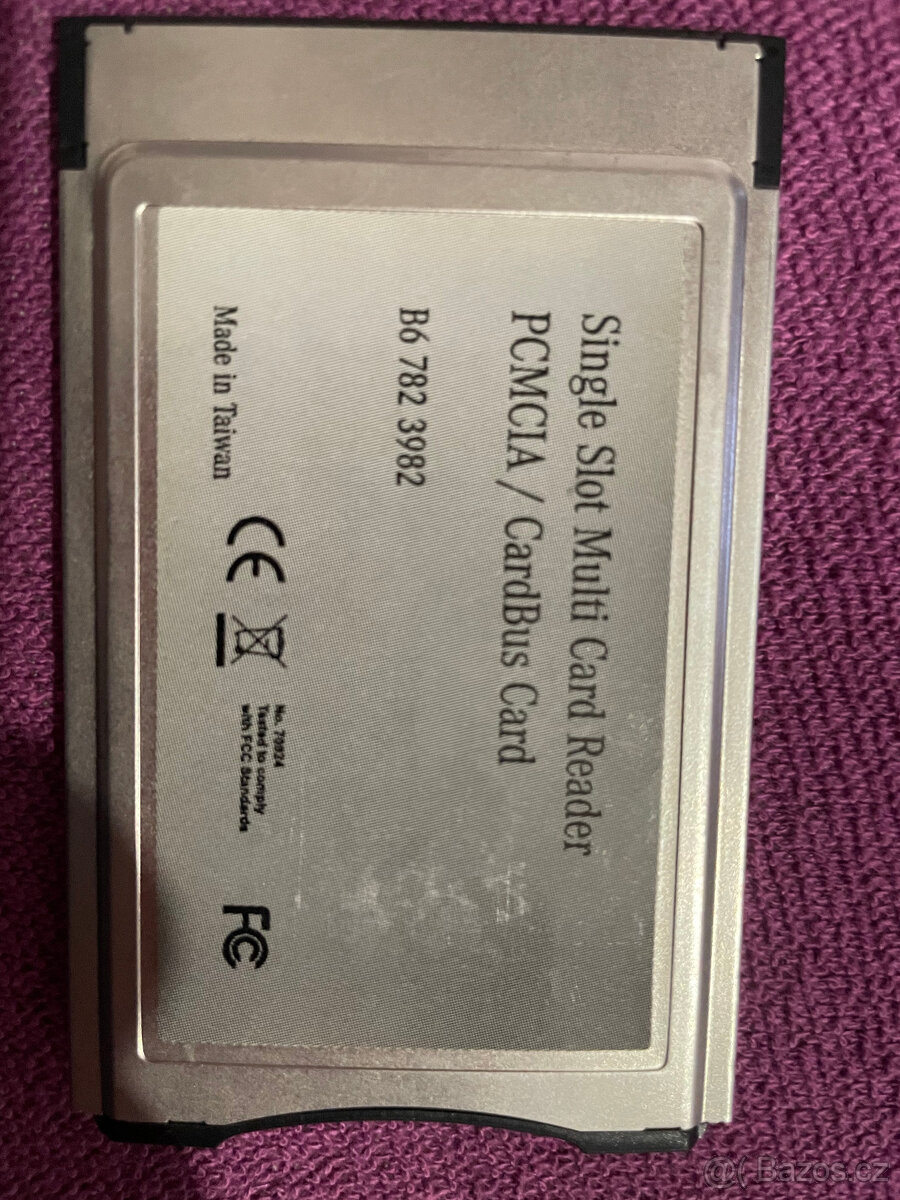 Single Slot Multi Card Reader
PCMCIA / CardBus Card
B6 782 3982
Made in Taiwan
CE
No. 70924
Tested to comply
with FCC Standards
FC
@( Bazos.cz